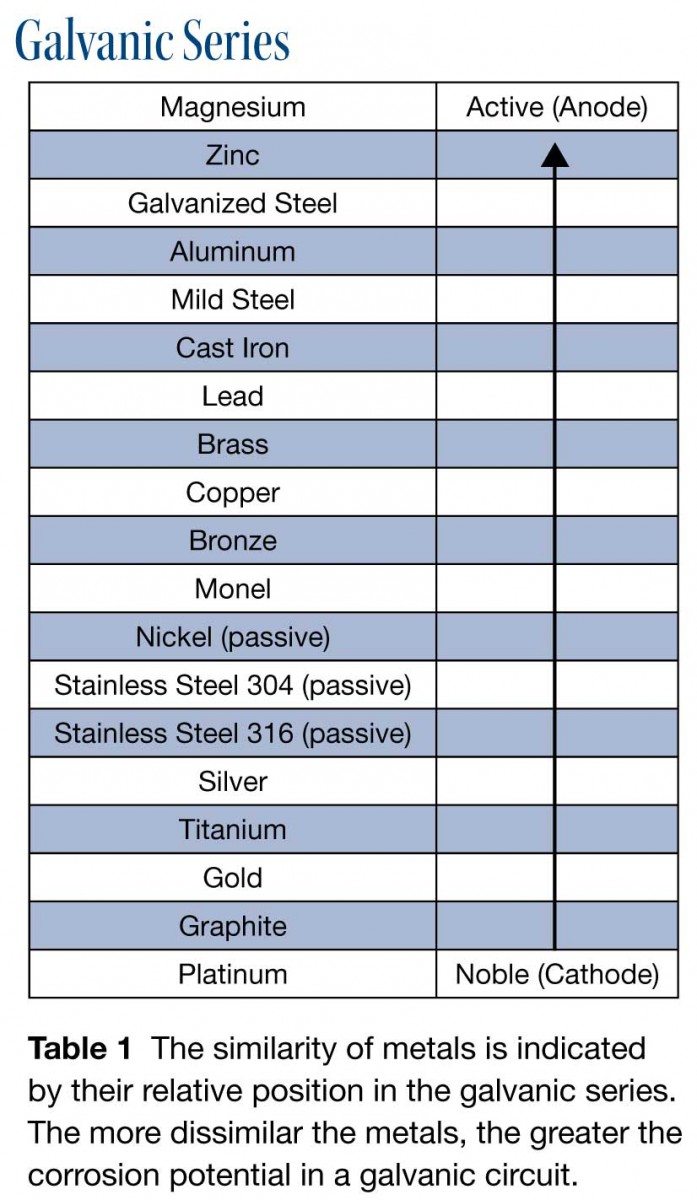 Galvanic Series
Magnesium Active (Anode)
Zinc
Galvanized Steel
Aluminum
Mild Steel
Cast Iron
Lead
Brass
Copper
Bronze
Monel
Nickel (passive)
Stainless Steel 304 (passive)
Stainless Steel 316 (passive)
Silver
Titanium
Gold
Graphite
Platinum Noble (Cathode)
Table 1 The similarity of metals is indicated
by their relative position in the galvanic series.
The more dissimilar the metals, the greater the
corrosion potential in a galvanic circuit.